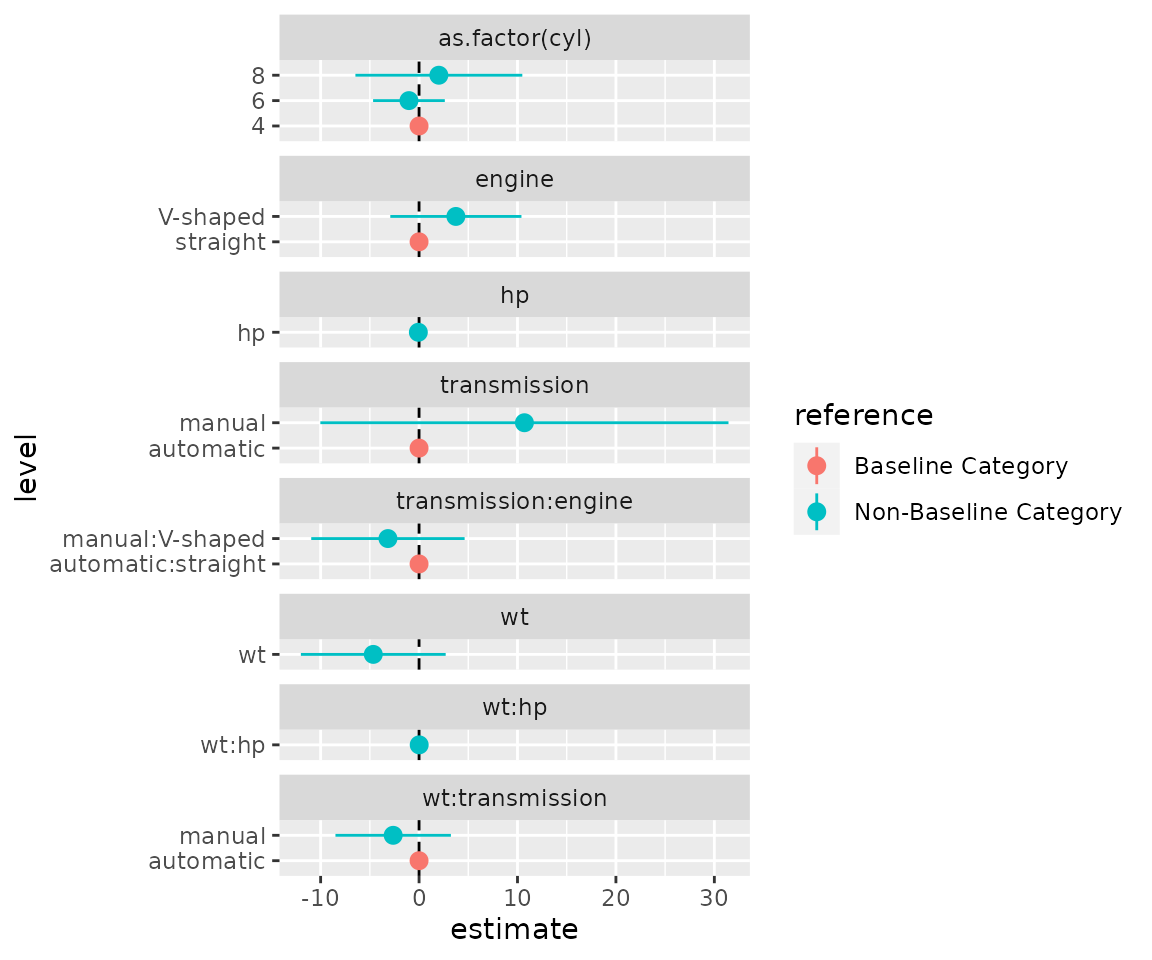 as.factor(cyl)
8
6
4
engine
V-shaped
straight
hp
hp
transmission
manual
automatic
transmission:engine
manual:V-shaped
automatic:straight
wt
wt
wt:hp
wt:hp
wt:transmission
manual
automatic
-10 0 10 20 30
estimate
level
reference
Baseline Category
Non-Baseline Category